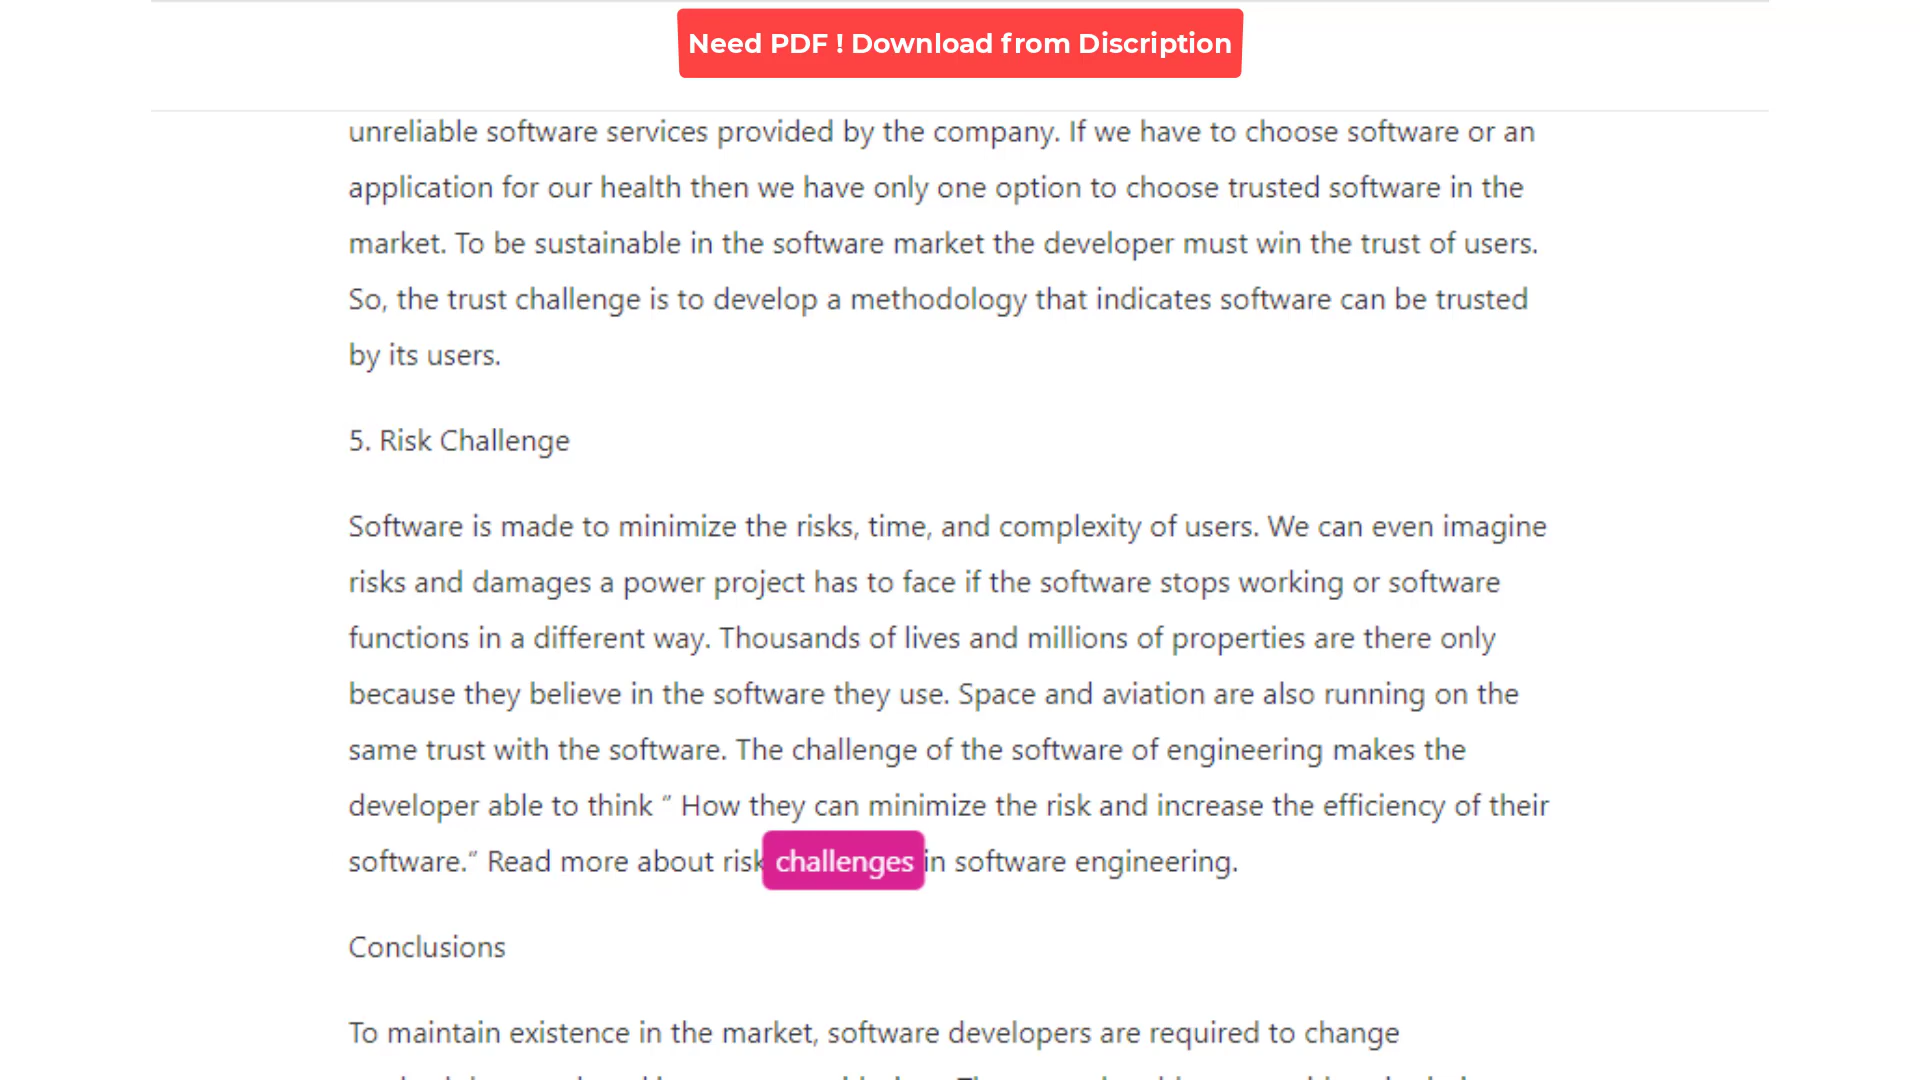 Need PDF ! Download from Discription
unreliable software services provided by the company. If we have to choose software or an
application for our health then we have only one option to choose trusted software in the
market. To be sustainable in the software market the developer must win the trust of users.
So, the trust challenge is to develop a methodology that indicates software can be trusted
by its users.
5. Risk Challenge
Software is made to minimize the risks, time, and complexity of users. We can even imagine
risks and damages a power project has to face if the software stops working or software
functions in a different way. Thousands of lives and millions of properties are there only
because they believe in the software they use. Space and aviation are also running on the
same trust with the software. The challenge of the software of engineering makes the
developer able to think ” How they can minimize the risk and increase the efficiency of their
software.” Read more about risk challenges in software engineering.
Conclusions
To maintain existence in the market, software developers are required to change